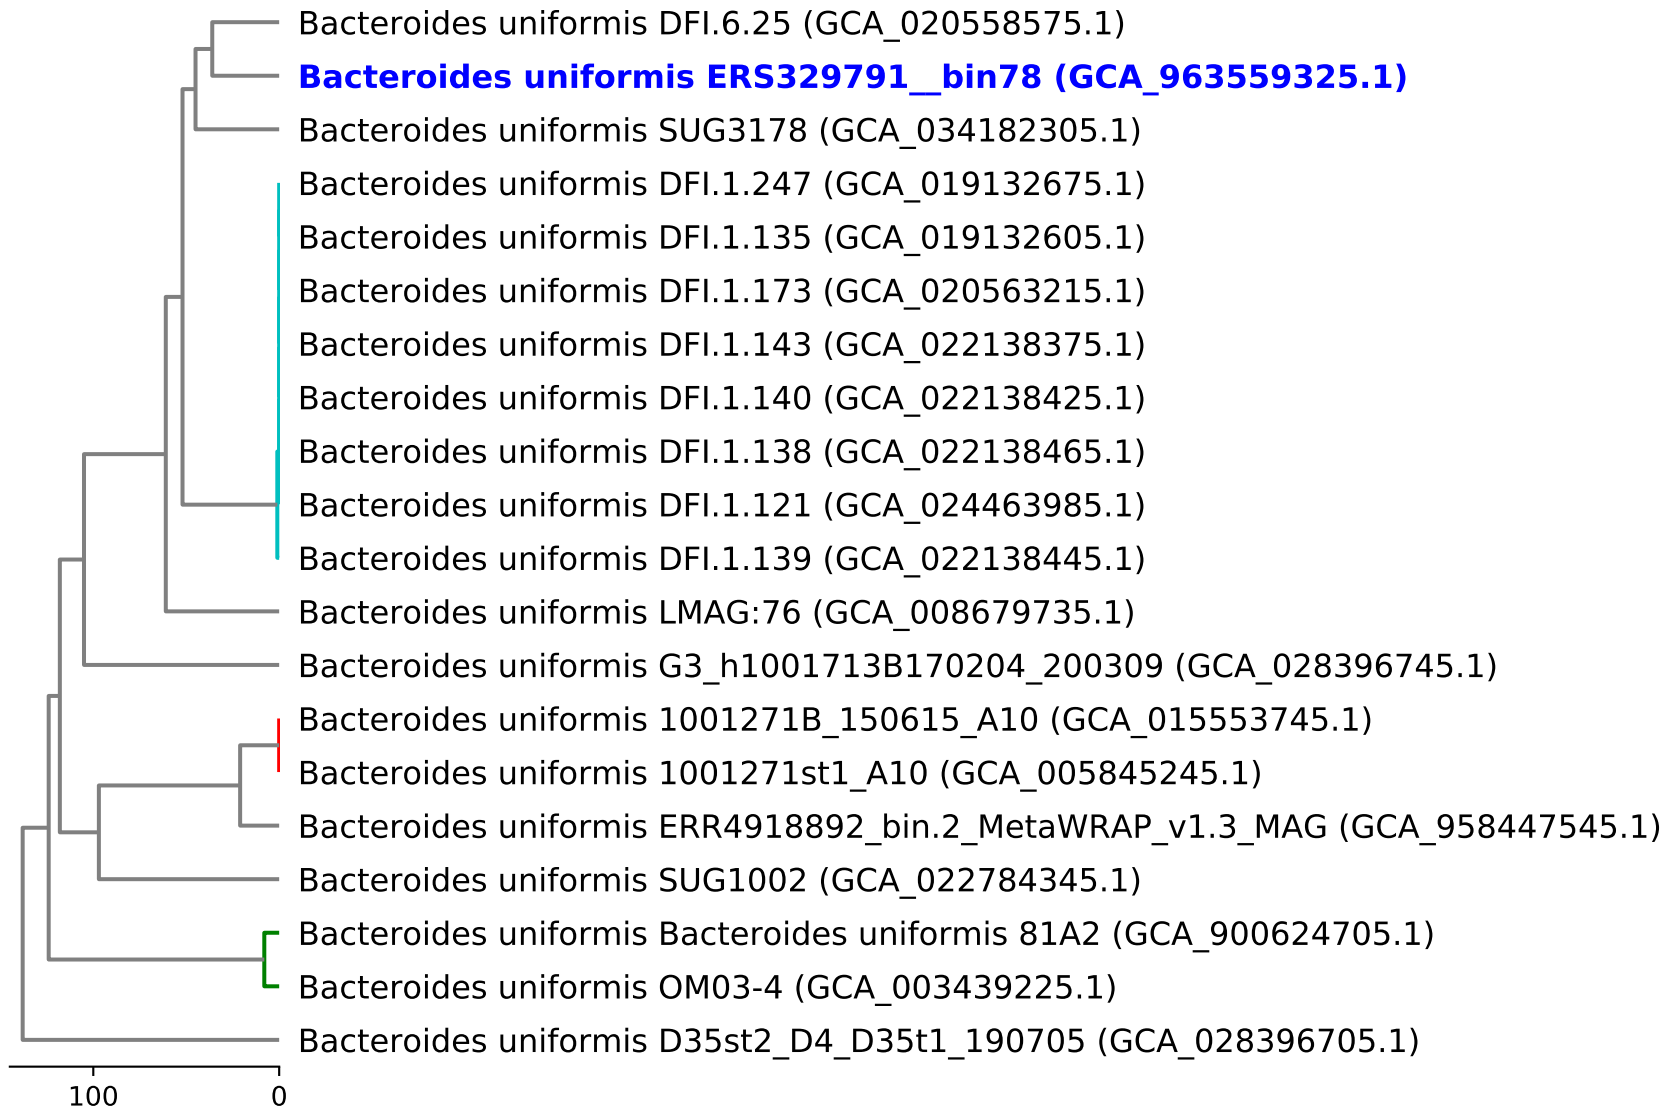 Bacteroides uniformis DFI.6.25 (GCA_020558575.1)
Bacteroides uniformis ERS329791__bin78 (GCA_963559325.1)
Bacteroides uniformis SUG3178 (GCA_034182305.1)
Bacteroides uniformis DFI.1.247 (GCA_019132675.1)
Bacteroides uniformis DFI.1.135 (GCA_019132605.1)
Bacteroides uniformis DFI.1.173 (GCA_020563215.1)
Bacteroides uniformis DFI.1.143 (GCA_022138375.1)
Bacteroides uniformis DFI.1.140 (GCA_022138425.1)
Bacteroides uniformis DFI.1.138 (GCA_022138465.1)
Bacteroides uniformis DFI.1.121 (GCA_024463985.1)
Bacteroides uniformis DFI.1.139 (GCA_022138445.1)
Bacteroides uniformis LMAG:76 (GCA_008679735.1)
Bacteroides uniformis G3_h1001713B170204_200309 (GCA_028396745.1)
Bacteroides uniformis 1001271B_150615_A10 (GCA_015553745.1)
Bacteroides uniformis 1001271st1_A10 (GCA_005845245.1)
Bacteroides uniformis ERR4918892_bin.2_MetaWRAP_v1.3_MAG (GCA_958447545.1)
Bacteroides uniformis SUG1002 (GCA_022784345.1)
Bacteroides uniformis Bacteroides uniformis 81A2 (GCA_900624705.1)
Bacteroides uniformis OM03-4 (GCA_003439225.1)
Bacteroides uniformis D35st2_D4_D35t1_190705 (GCA_028396705.1)
100 0